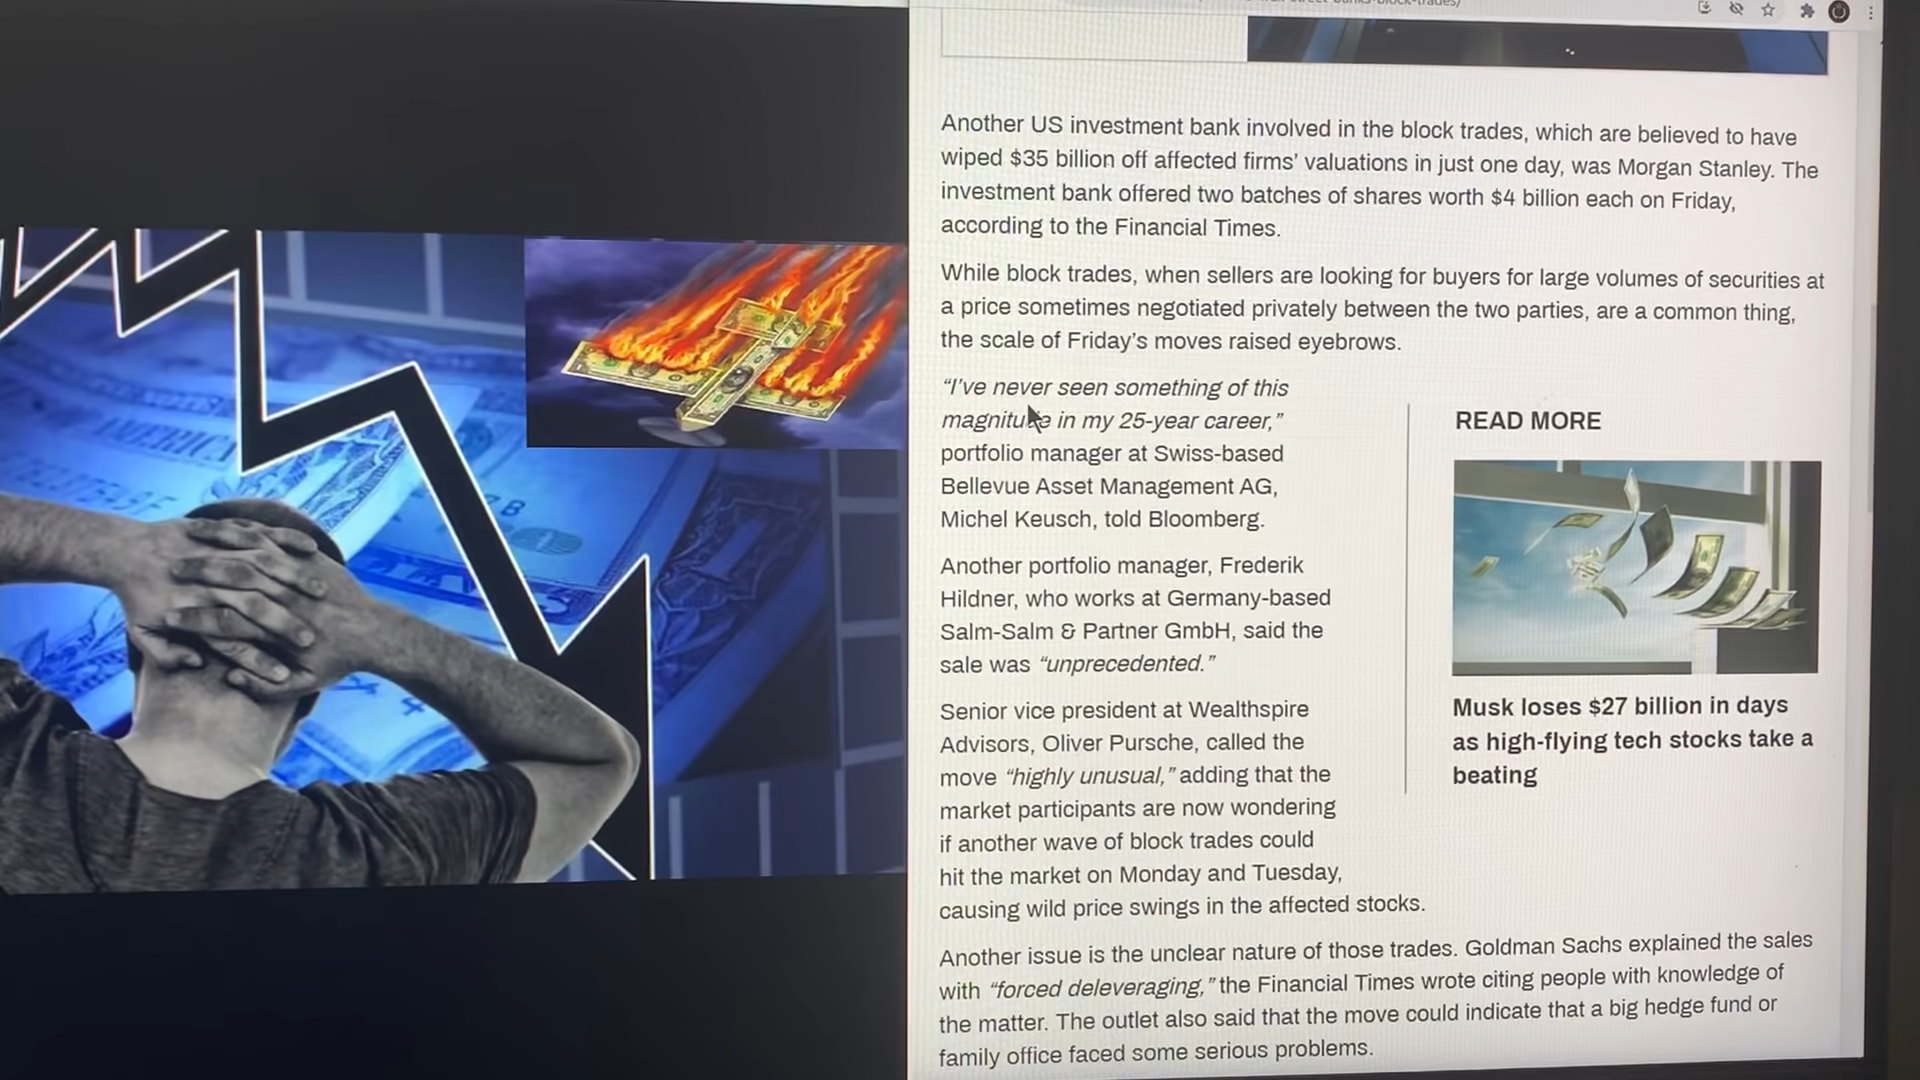 Another US investment bank involved in the block trades, which are believed to have
wiped $35 billion off affected firms' valuations in just one day, was Morgan Stanley. The
investment bank offered two batches of shares worth $4 billion each on Friday,
according to the Financial Times.
While block trades, when sellers are looking for buyers for large volumes of securities at
a price sometimes negotiated privately between the two parties, are a common thing,
the scale of Friday's moves raised eyebrows.
“I've never seen something of this
magnitude in my 25-year career,”
portfolio manager at Swiss-based
Bellevue Asset Management AG,
Michel Keusch, told Bloomberg.
Another portfolio manager, Frederik
Hildner, who works at Germany-based
Salm-Salm & Partner GmbH, said the
sale was “unprecedented.”
Senior vice president at Wealthspire
Advisors, Oliver Pursche, called the
move “highly unusual,” adding that the
market participants are now wondering
if another wave of block trades could
hit the market on Monday and Tuesday,
causing wild price swings in the affected stocks.
Another issue is the unclear nature of those trades. Goldman Sachs explained the sales
with “forced deleveraging,” the Financial Times wrote citing people with knowledge of
the matter. The outlet also said that the move could indicate that a big hedge fund or
family office faced some serious problems.
READ MORE
Musk loses $27 billion in days
as high-flying tech stocks take a
beating
AMERICA